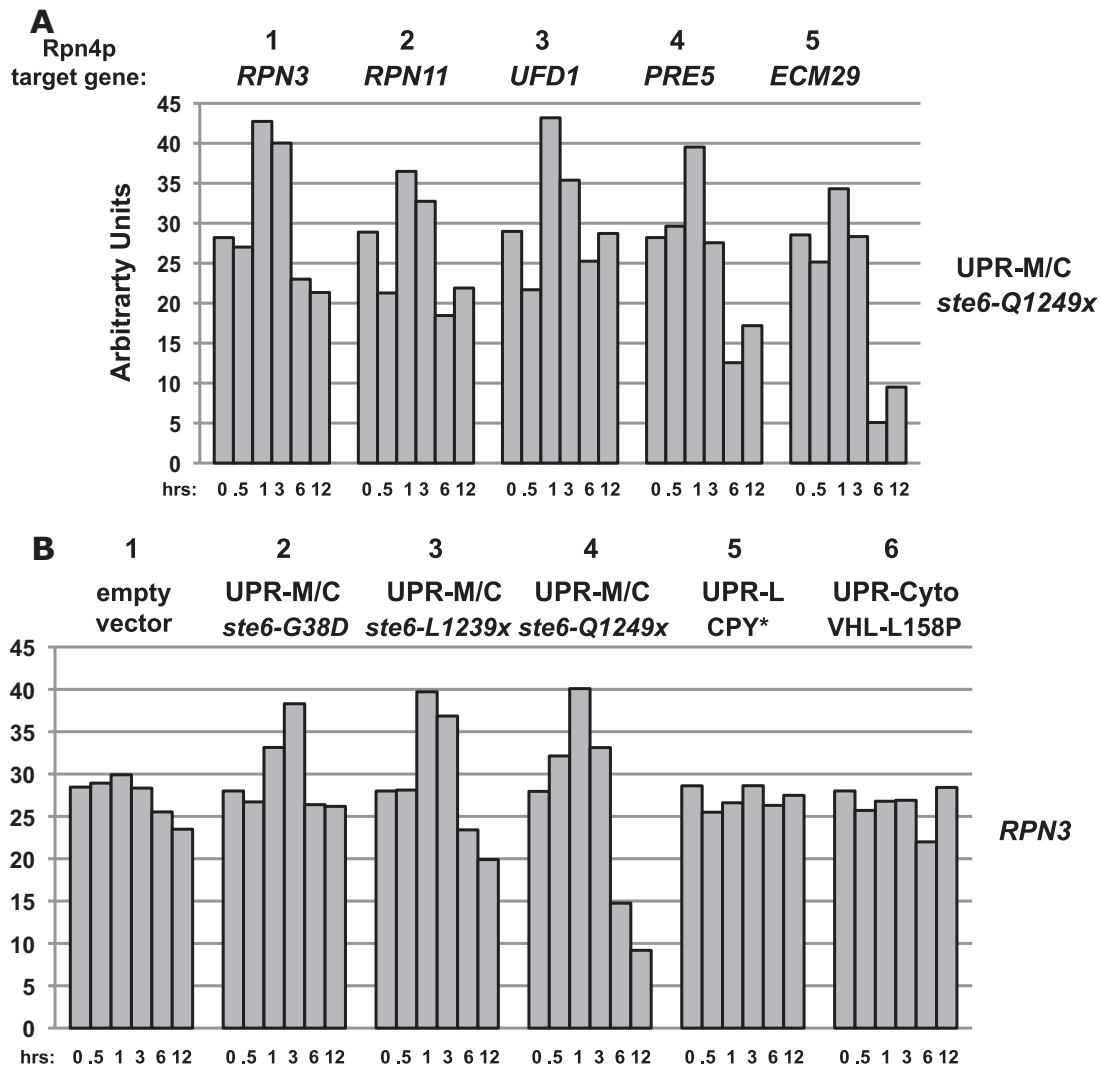 A
Rpn4p
target gene:
1 2 3 4 5
RPN3 RPN11 UFD1 PRE5 ECM29
Arbitrarty Units
45
40
35
30
25
20
15
10
5
0
hrs: 0 .5 1 3 6 12 0 .5 1 3 6 12 0 .5 1 3 6 12 0 .5 1 3 6 12 0 .5 1 3 6 12
UPR-M/C
ste6-Q1249x
B
1 2 3 4 5 6
empty UPR-M/C UPR-M/C UPR-M/C UPR-L UPR-Cyto
vector ste6-G38D ste6-L1239x ste6-Q1249x CPY* VHL-L158P
45
40
35
30
25
20
15
10
5
0
hrs: 0 .5 1 3 6 12 0 .5 1 3 6 12 0 .5 1 3 6 12 0 .5 1 3 6 12 0 .5 1 3 6 12 0 .5 1 3 6 12
RPN3